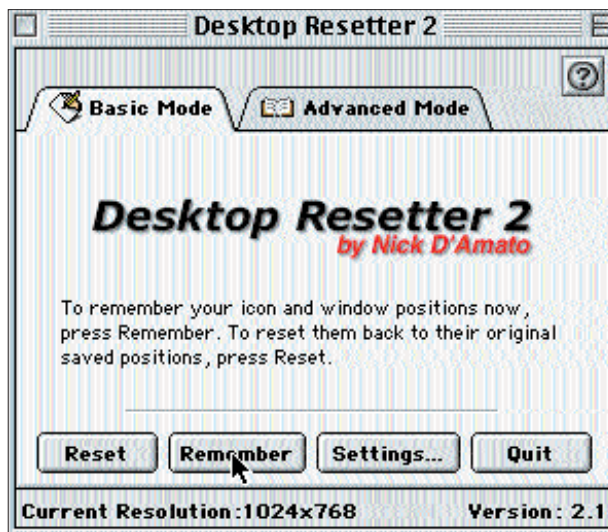 Desktop Resetter 2
?
Basic Mode
Advanced Mode
Desktop Resetter 2
by Nick D'Amato
To remember your icon and window positions now,
press Remember. To reset them back to their original
saved positions, press Reset.
Reset Remember Settings... Quit
Current Resolution:1024x768 Version: 2.1